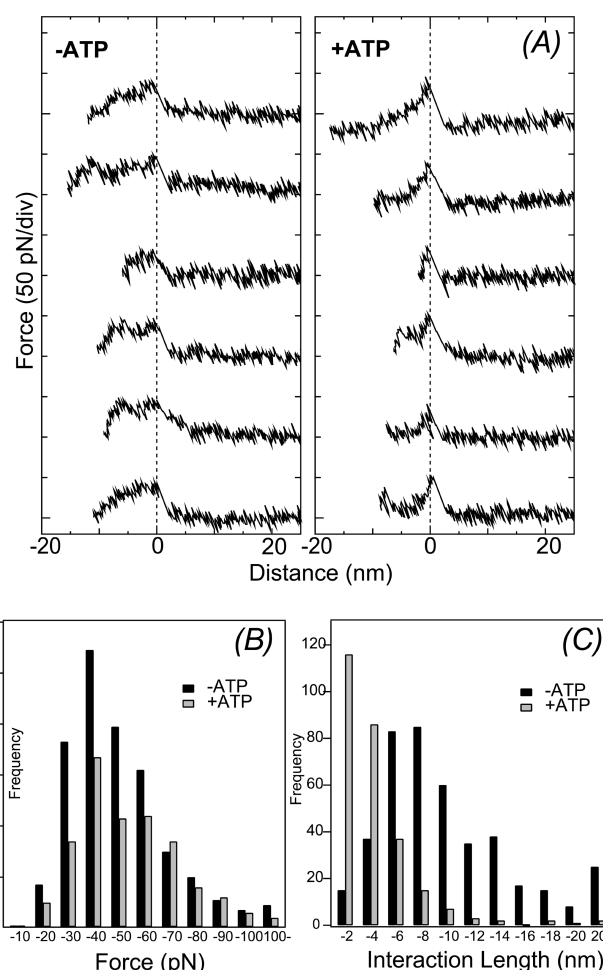 -ATP
+ATP
(A)
Force (50 pN/div)
-20
0
20
-20
0
20
Distance (nm)
(B)
-ATP
+ATP
Frequency
-10 -20 -30 -40 -50 -60 -70 -80 -90 -100 100-
Force (pN)
(C)
120
100
80
60
40
20
0
-ATP
+ATP
Frequency
-2 -4 -6 -8 -10 -12 -14 -16 -18 -20 20
Interaction Length (nm)